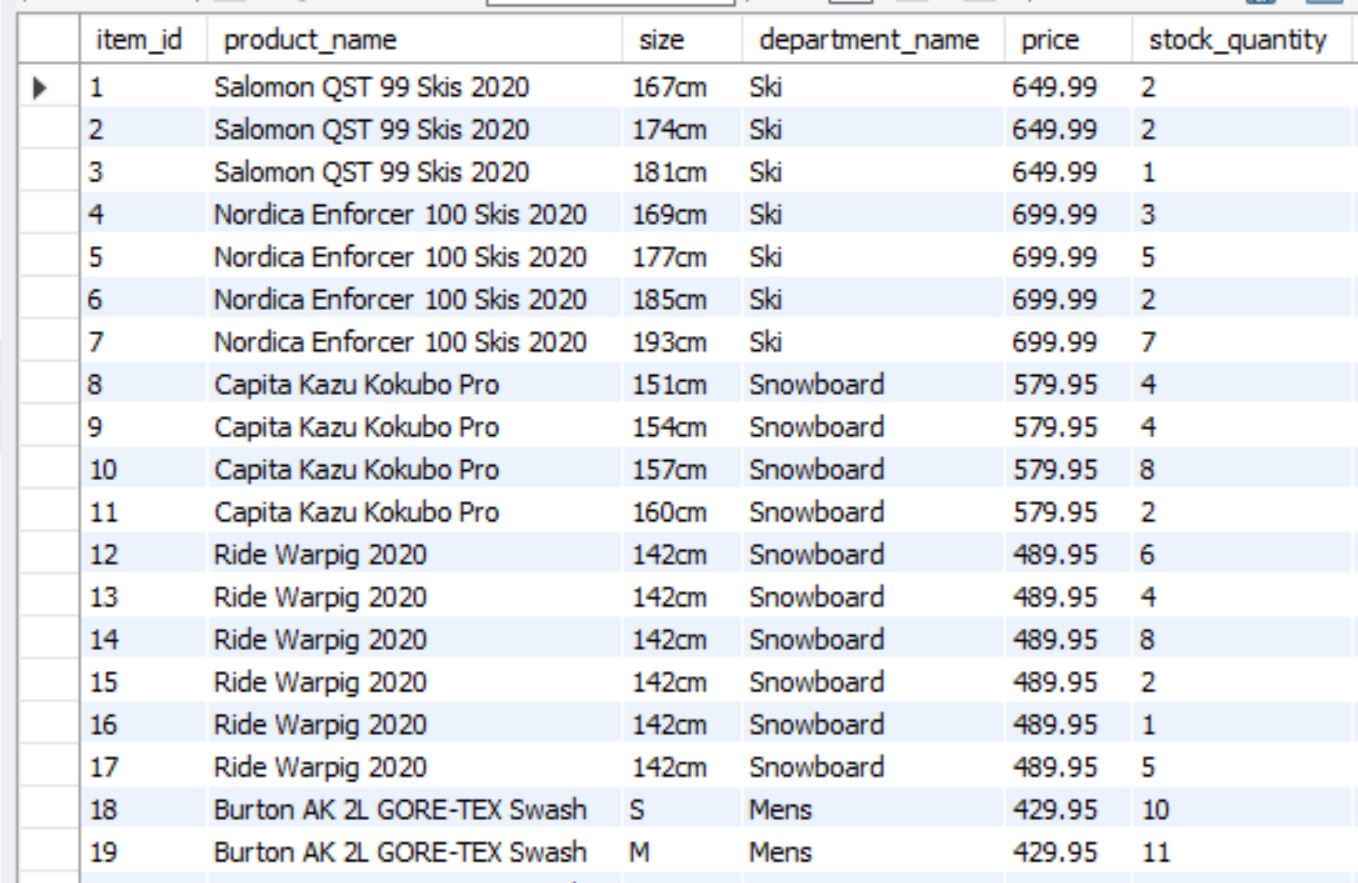 item_id product_name size department_name price stock_quantity
1 Salomon QST 99 Skis 2020 167cm Ski 649.99 2
2 Salomon QST 99 Skis 2020 174cm Ski 649.99 2
3 Salomon QST 99 Skis 2020 181cm Ski 649.99 1
4 Nordica Enforcer 100 Skis 2020 169cm Ski 699.99 3
5 Nordica Enforcer 100 Skis 2020 177cm Ski 699.99 5
6 Nordica Enforcer 100 Skis 2020 185cm Ski 699.99 2
7 Nordica Enforcer 100 Skis 2020 193cm Ski 699.99 7
8 Capita Kazu Kokubo Pro 151cm Snowboard 579.95 4
9 Capita Kazu Kokubo Pro 154cm Snowboard 579.95 4
10 Capita Kazu Kokubo Pro 157cm Snowboard 579.95 8
11 Capita Kazu Kokubo Pro 160cm Snowboard 579.95 2
12 Ride Warpig 2020 142cm Snowboard 489.95 6
13 Ride Warpig 2020 142cm Snowboard 489.95 4
14 Ride Warpig 2020 142cm Snowboard 489.95 8
15 Ride Warpig 2020 142cm Snowboard 489.95 2
16 Ride Warpig 2020 142cm Snowboard 489.95 1
17 Ride Warpig 2020 142cm Snowboard 489.95 5
18 Burton AK 2L GORE-TEX Swash S Mens 429.95 10
19 Burton AK 2L GORE-TEX Swash M Mens 429.95 11